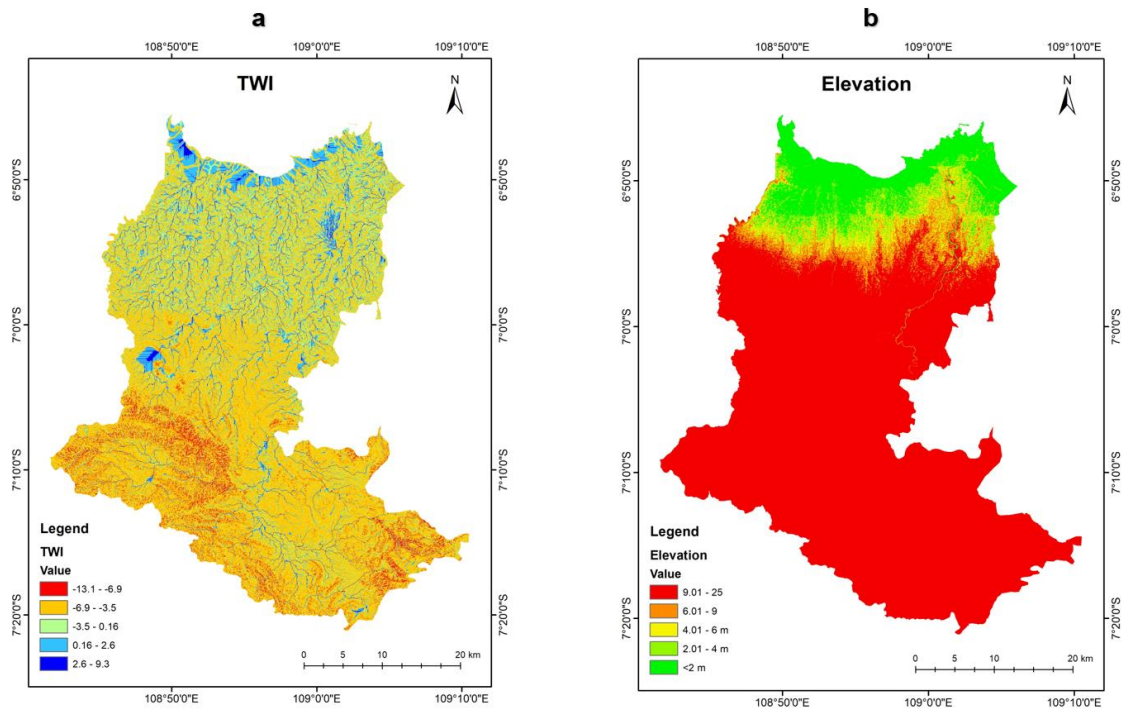 a
108°50'0"E 109°0'0"E 109°10'0"E
TWI
N
6°50'0"S
7°0'0"S
7°10'0"S
7°20'0"S
6°50'0"S
7°0'0"S
7°10'0"S
7°20'0"S
Legend
TWI
Value
-13.1 - -6.9
-6.9 - -3.5
-3.5 - 0.16
0.16 - 2.6
2.6 - 9.3
0 5 10 20 km
108°50'0"E 109°0'0"E 109°10'0"E
b
108°50'0"E 109°0'0"E 109°10'0"E
Elevation
N
6°50'0"S
7°0'0"S
7°10'0"S
7°20'0"S
6°50'0"S
7°0'0"S
7°10'0"S
7°20'0"S
Legend
Elevation
Value
9.01 - 25
6.01 - 9
4.01 - 6 m
2.01 - 4 m
<2 m
0 5 10 20 km
108°50'0"E 109°0'0"E 109°10'0"E